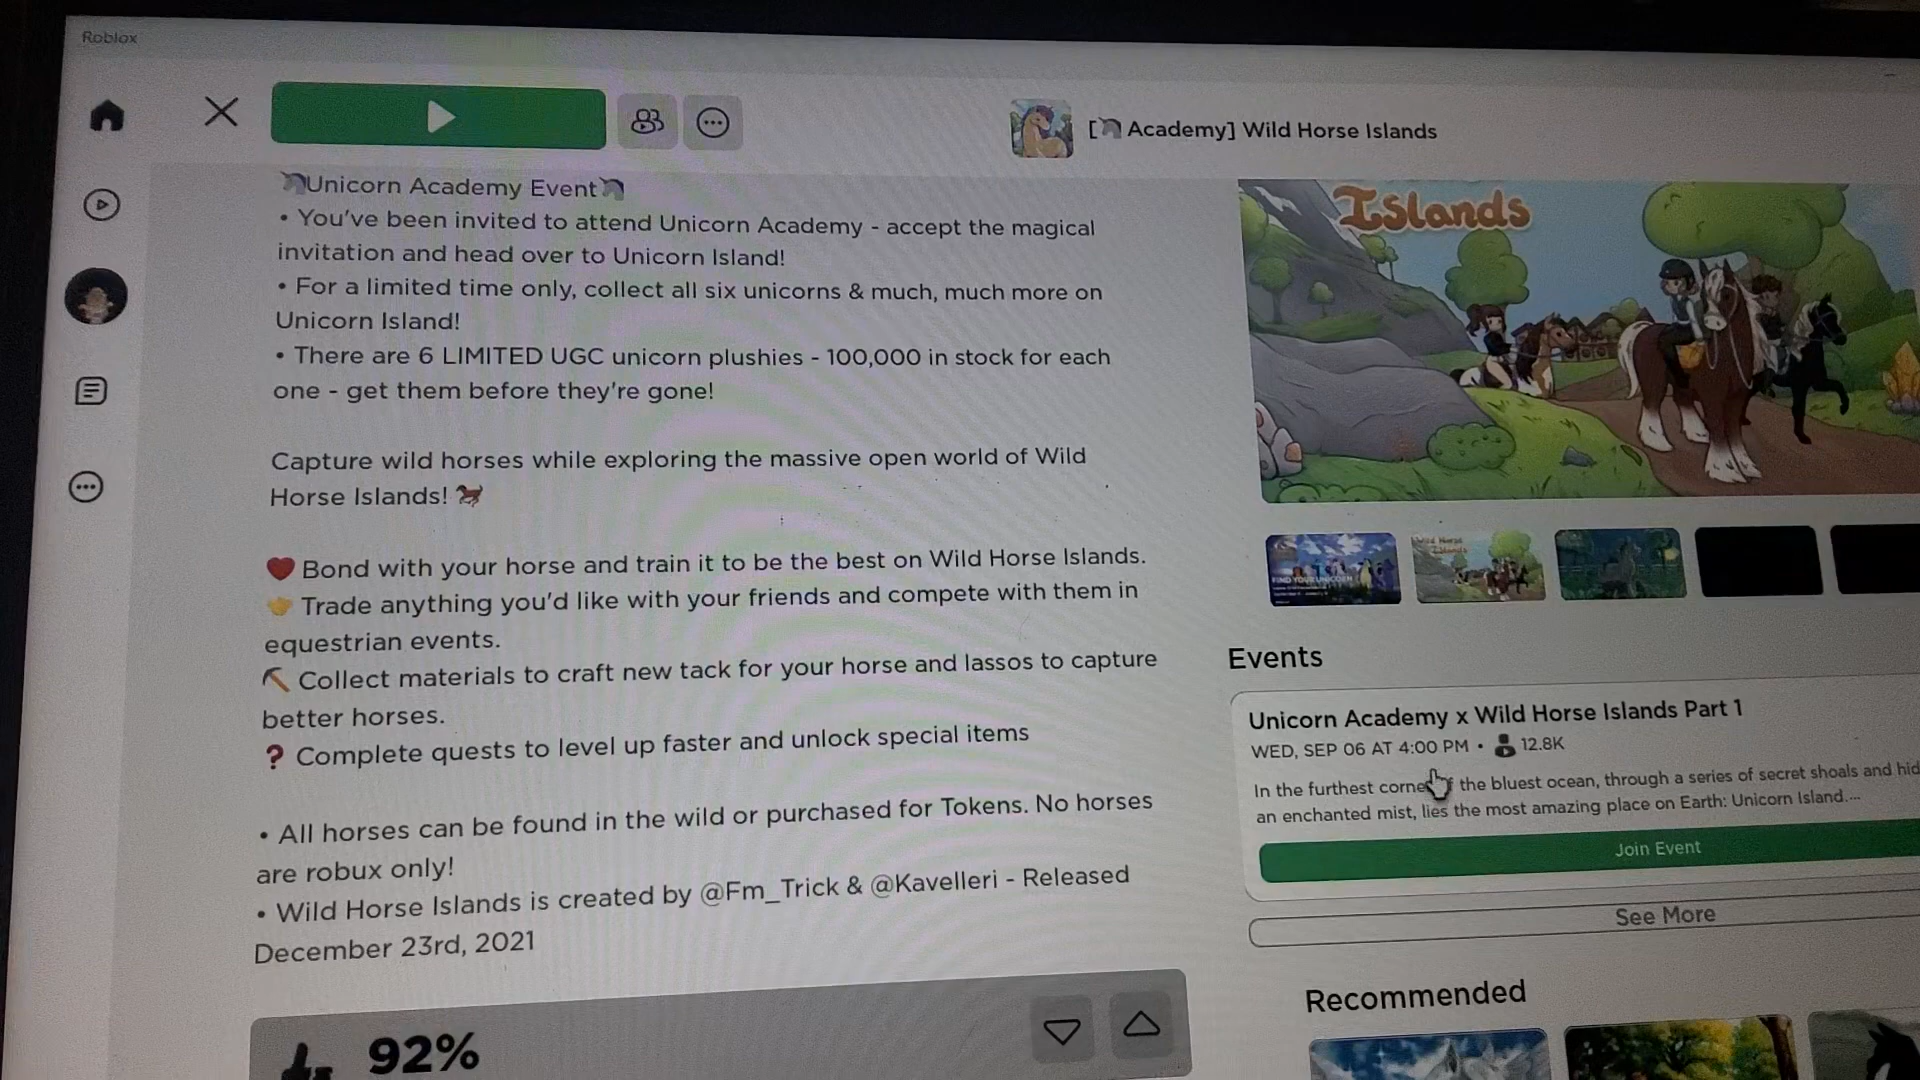 Roblox
[🦄 Academy] Wild Horse Islands
🦄Unicorn Academy Event🦄
• You've been invited to attend Unicorn Academy - accept the magical
invitation and head over to Unicorn Island!
• For a limited time only, collect all six unicorns & much, much more on
Unicorn Island!
• There are 6 LIMITED UGC unicorn plushies - 100,000 in stock for each
one - get them before they're gone!
Capture wild horses while exploring the massive open world of Wild
Horse Islands! 🐎
❤️ Bond with your horse and train it to be the best on Wild Horse Islands.
🤝 Trade anything you'd like with your friends and compete with them in
equestrian events.
⛏️ Collect materials to craft new tack for your horse and lassos to capture
better horses.
❓ Complete quests to level up faster and unlock special items
• All horses can be found in the wild or purchased for Tokens. No horses
are robux only!
• Wild Horse Islands is created by @Fm_Trick & @Kavelleri - Released
December 23rd, 2021
92%
Islands
FIND YOUR UNICORN
Wild Horse
Islands
Events
Unicorn Academy x Wild Horse Islands Part 1
WED, SEP 06 AT 4:00 PM • 12.8K
In the furthest corne f the bluest ocean, through a series of secret shoals and hid
an enchanted mist, lies the most amazing place on Earth: Unicorn Island....
Join Event
See More
Recommended